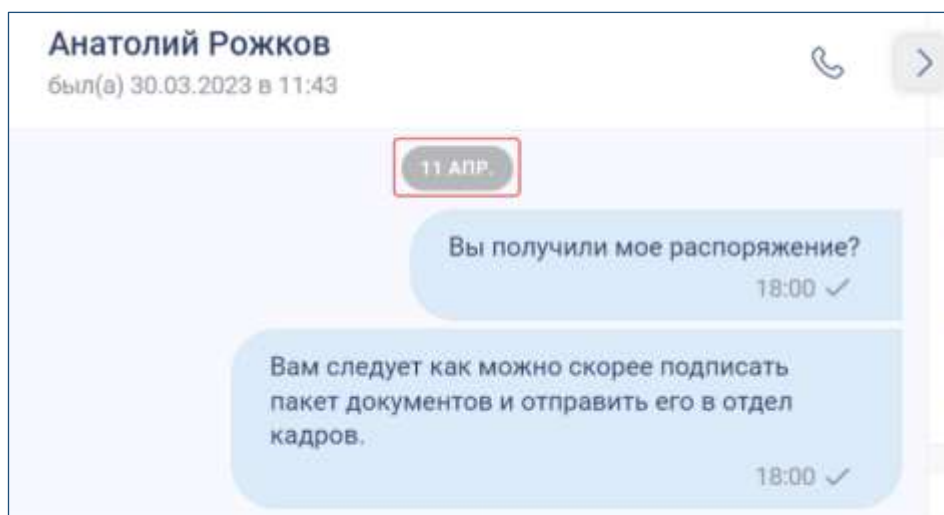 Анатолий Рожков
был(а) 30.03.2023 в 11:43
11 АПР.
Вы получили мое распоряжение?
18:00
Вам следует как можно скорее подписать
пакет документов и отправить его в отдел
кадров.
18:00